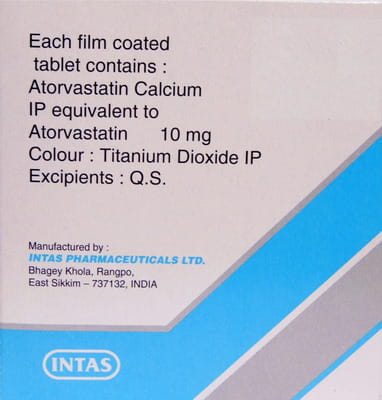 Each film coated
tablet contains :
Atorvastatin Calcium
IP equivalent to
Atorvastatin 10 mg
Colour : Titanium Dioxide IP
Excipients : Q.S.
Manufactured by :
INTAS PHARMACEUTICALS LTD.
Bhagey Khola, Rangpo,
East Sikkim – 737132, INDIA
INTAS